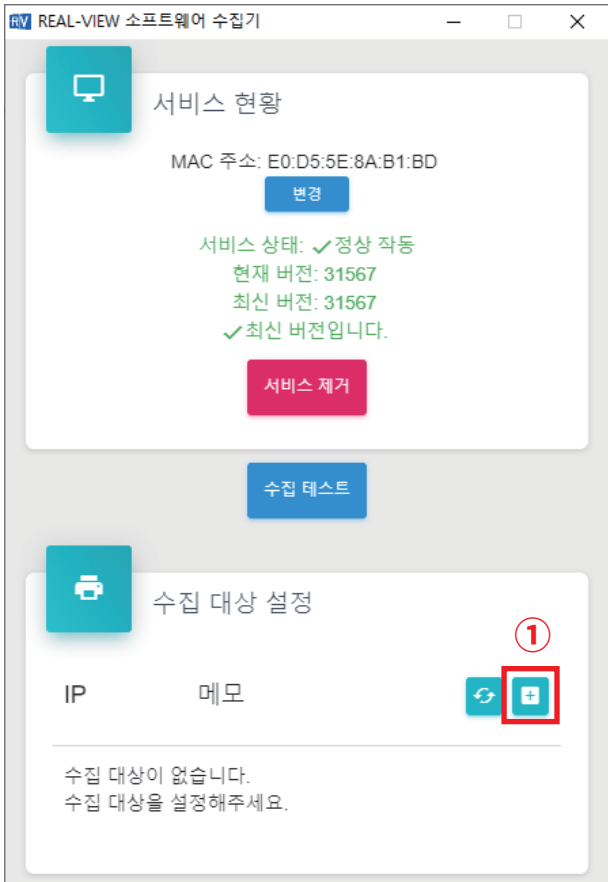 RV REAL-VIEW 소프트웨어 수집기
서비스 현황
MAC 주소: E0:D5:5E:8A:B1:BD
변경
서비스 상태: ✓정상 작동
현재 버전: 31567
최신 버전: 31567
✓최신 버전입니다.
서비스 제거
수집 테스트
수집 대상 설정
①
IP 메모
수집 대상이 없습니다.
수집 대상을 설정해주세요.